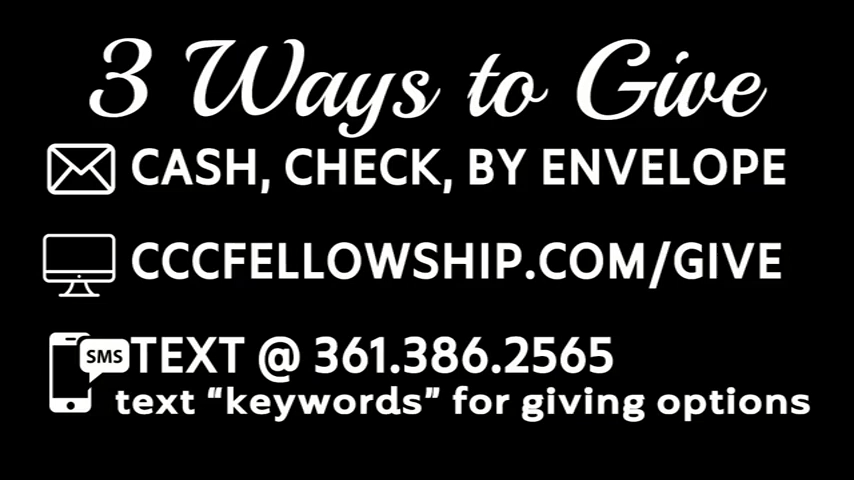 3 Ways to Give
CASH, CHECK, BY ENVELOPE
CCCFELLOWSHIP.COM/GIVE
SMS TEXT @ 361.386.2565
text “keywords” for giving options